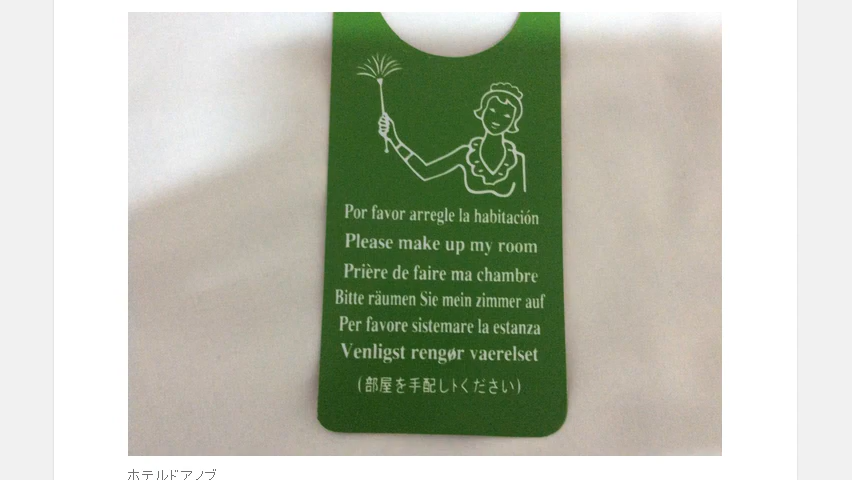 Por favor arregle la habitación
Please make up my room
Prière de faire ma chambre
Bitte räumen Sie mein zimmer auf
Per favore sistemare la estanza
Venligst rengør vaerelset
(部屋を手配しトください)
ホテルドアノブ